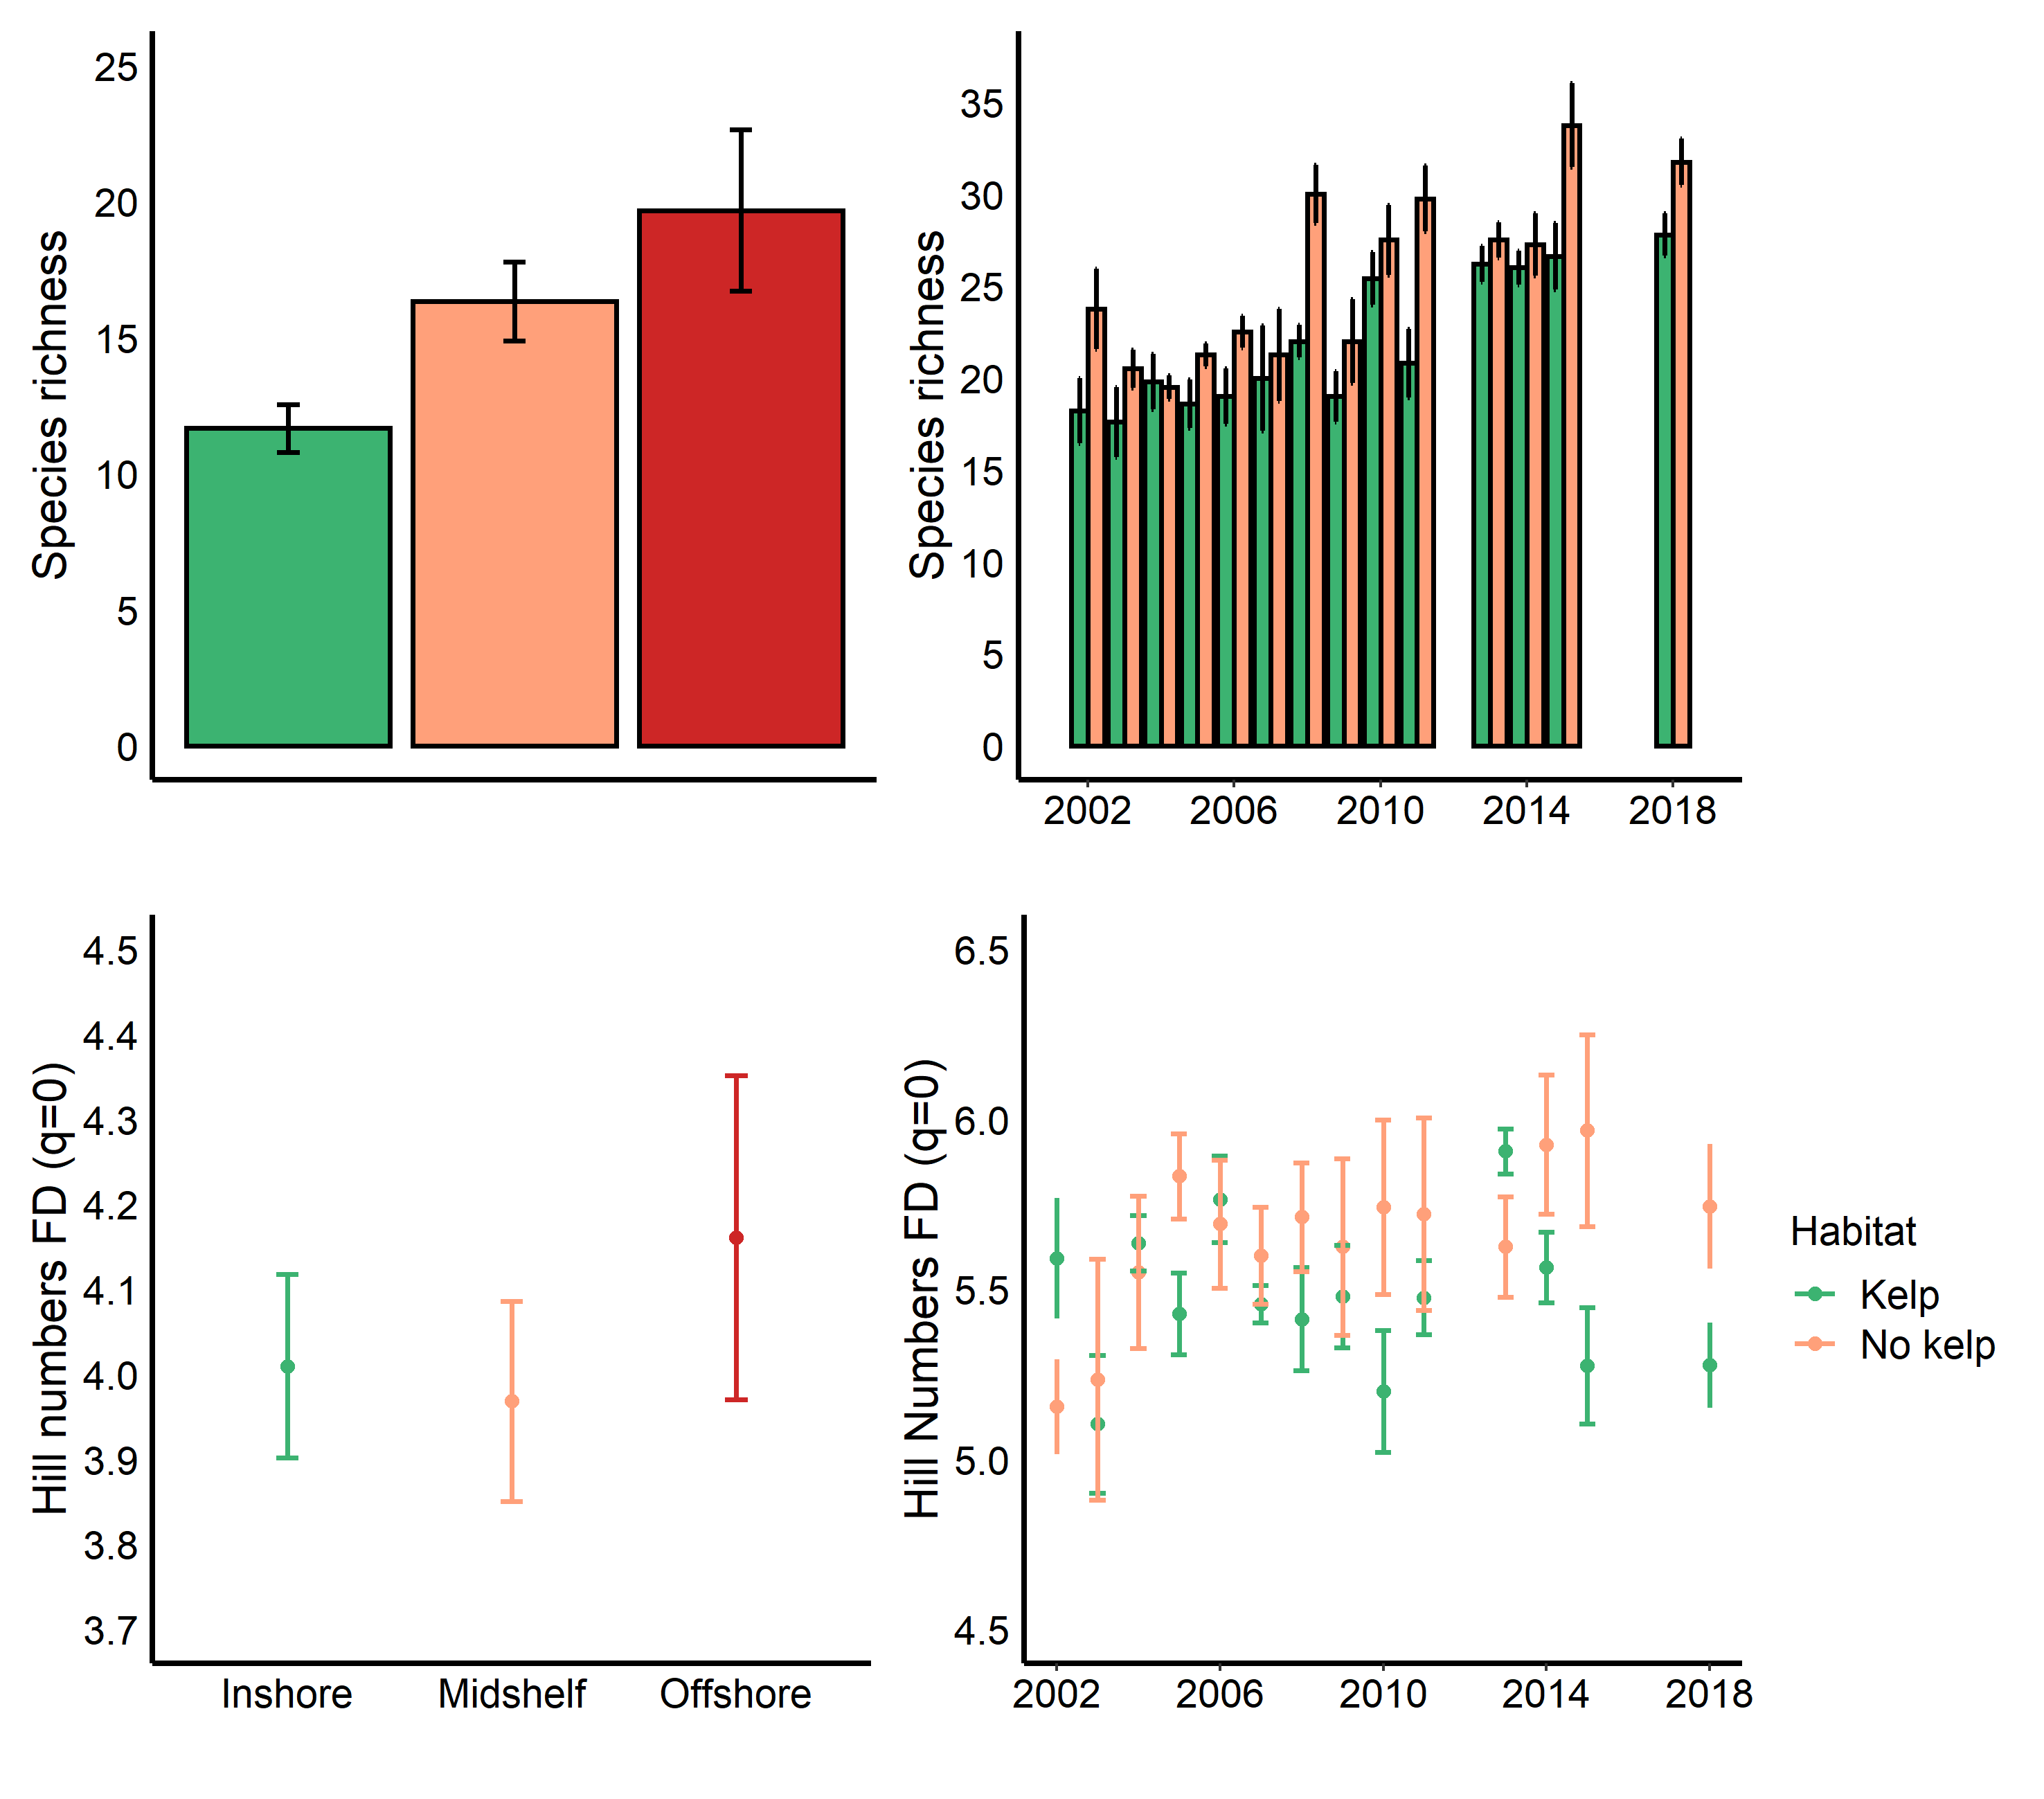 Species richness
25
20
15
10
5
0
Species richness
35
30
25
20
15
10
5
0
2002 2006 2010 2014 2018
Hill numbers FD (q=0)
4.5
4.4
4.3
4.2
4.1
4.0
3.9
3.8
3.7
Inshore Midshelf Offshore
Hill Numbers FD (q=0)
6.5
6.0
5.5
5.0
4.5
2002 2006 2010 2014 2018
Habitat
Kelp
No kelp